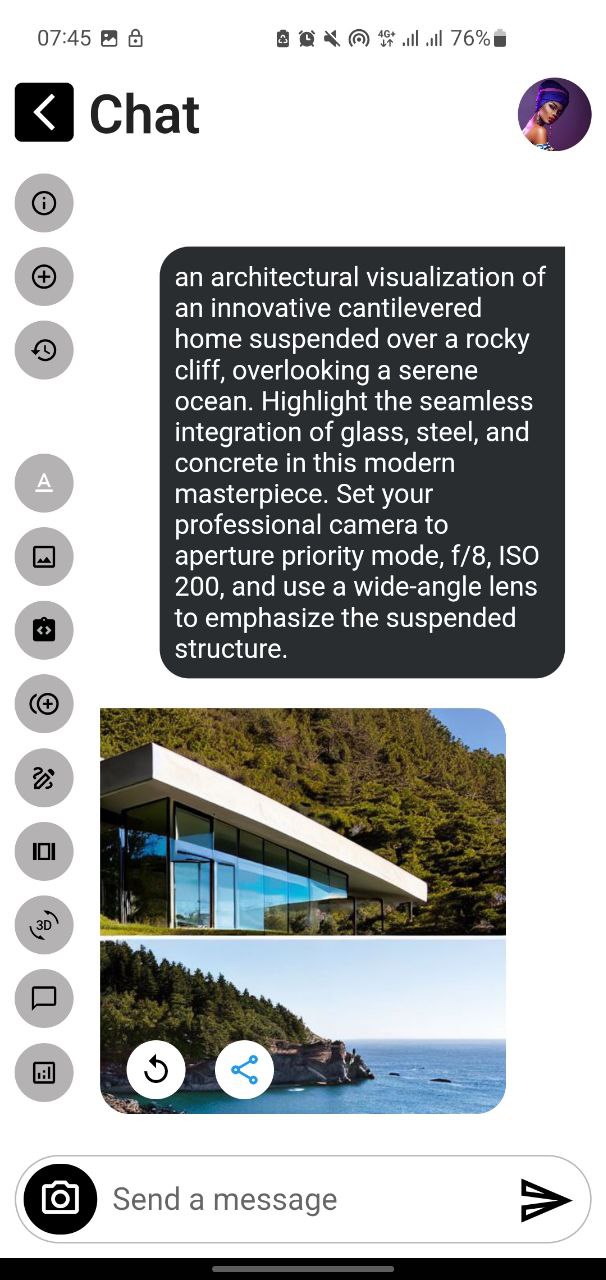 07:45
4G+
76%
Chat
an architectural visualization of
an innovative cantilevered
home suspended over a rocky
cliff, overlooking a serene
ocean. Highlight the seamless
integration of glass, steel, and
concrete in this modern
masterpiece. Set your
professional camera to
aperture priority mode, f/8, ISO
200, and use a wide-angle lens
to emphasize the suspended
structure.
A
3D
Send a message